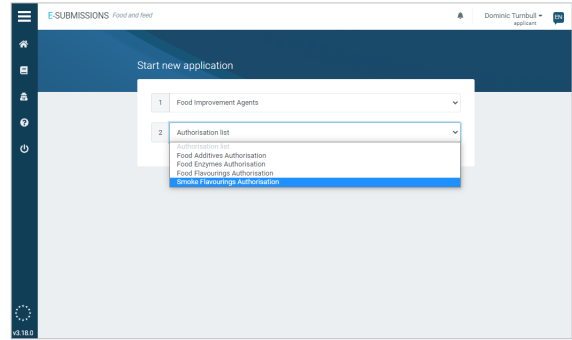 E-SUBMISSIONS Food and feed
Dominic Turnbull
applicant
EN
Start new application
1 Food Improvement Agents
2 Authorisation list
Authorisation list
Food Additives Authorisation
Food Enzymes Authorisation
Food Flavourings Authorisation
Smoke Flavourings Authorisation
v3.18.0